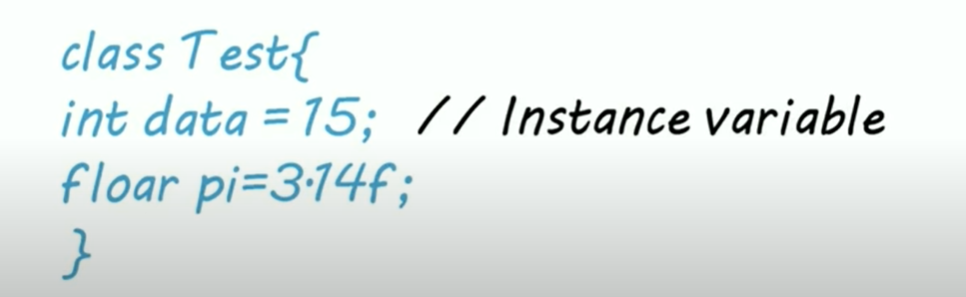 class Test{
int data = 15; // Instance variable
floar pi=3.14f;
}